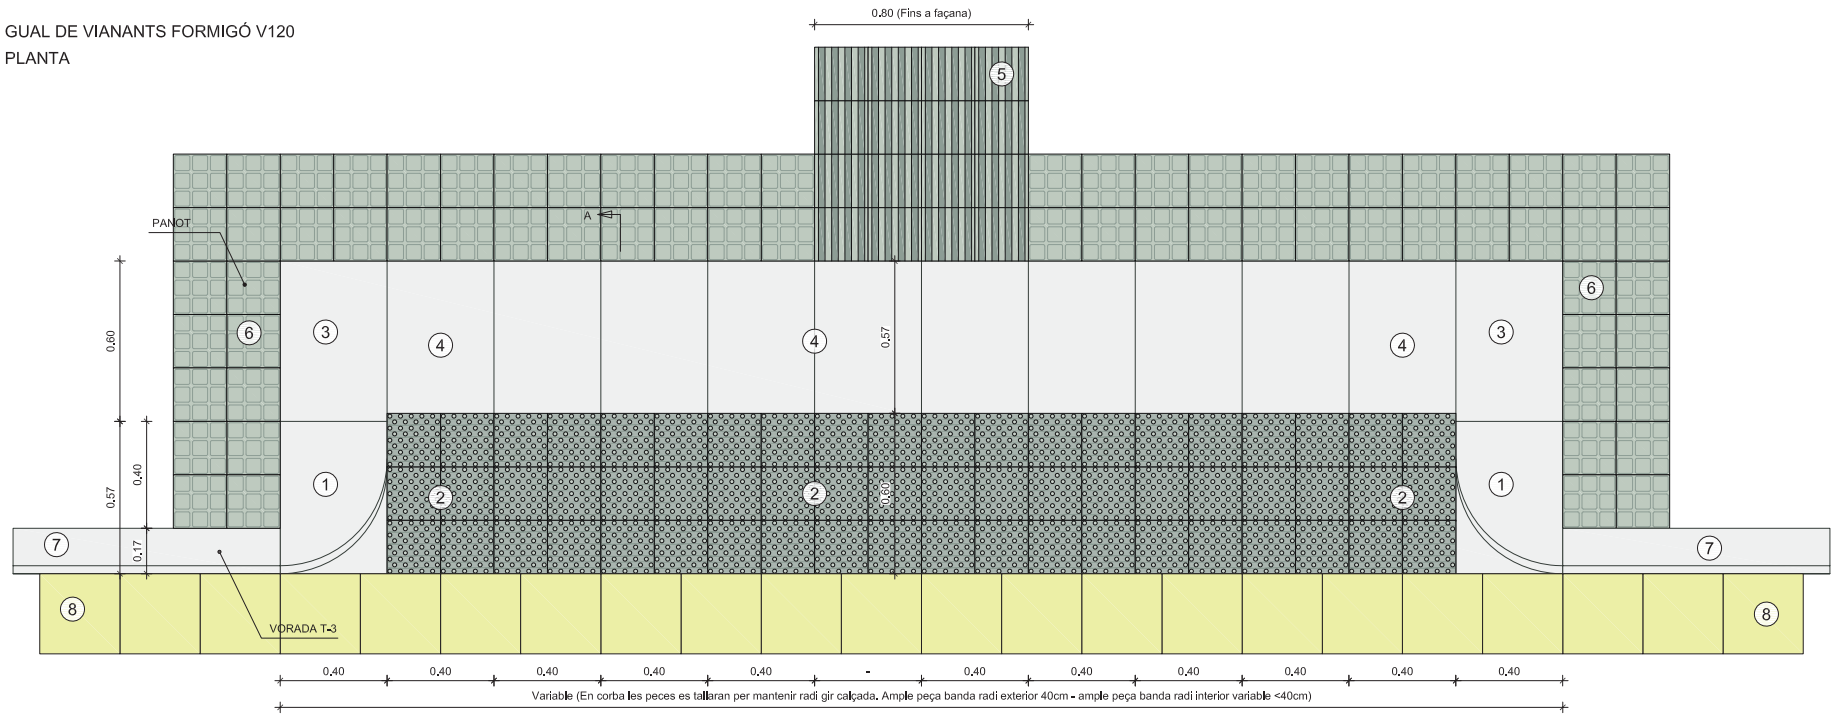 0.80 (Fins a façana)
GUAL DE VIANANTS FORMIGÓ V120
PLANTA
5
A
PANOT
6
6
3
4
4
0.57
4
3
0.60
1
2
2
0.60
2
1
0.40
0.57
0.17
7
7
8
8
VORADA T-3
0.40 0.40 0.40 0.40 0.40 - 0.40 0.40 0.40 0.40 0.40 0.40
Variable (En corba les peces es tallaran per mantenir radi gir calçada. Ample peça banda radi exterior 40cm - ample peça banda radi interior variable <40cm)